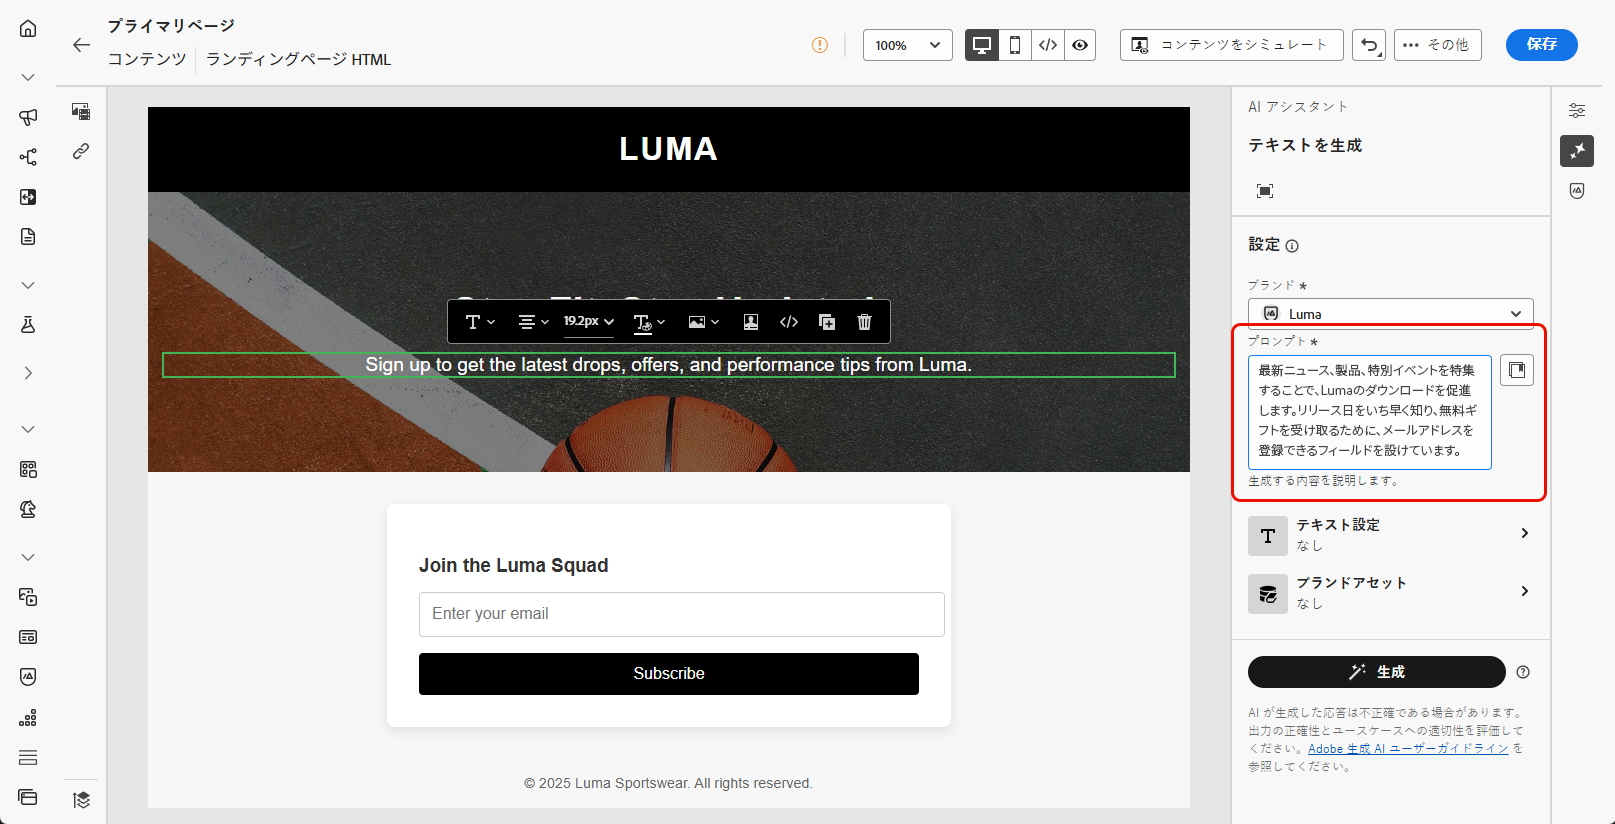 プライマリページ
コンテンツ
ランディングページ HTML
100%
コンテンツをシミュレート
その他
保存
AI アシスタント
テキストを生成
設定
ブランド *
Luma
プロンプト *
最新ニュース、製品、特別イベントを特集
することで、Lumaのダウンロードを促進
します。リリース日をいち早く知り、無料ギ
フトを受け取るために、メールアドレスを
登録できるフィールドを設けています。
生成する内容を説明します。
テキスト設定
なし
ブランドアセット
なし
生成
AI が生成した応答は不正確である場合があります。
出力の正確性とユースケースへの適切性を評価して
ください。Adobe 生成 AI ユーザーガイドライン を
参照してください。
LUMA
19.2px
Sign up to get the latest drops, offers, and performance tips from Luma.
Join the Luma Squad
Enter your email
Subscribe
© 2025 Luma Sportswear. All rights reserved.